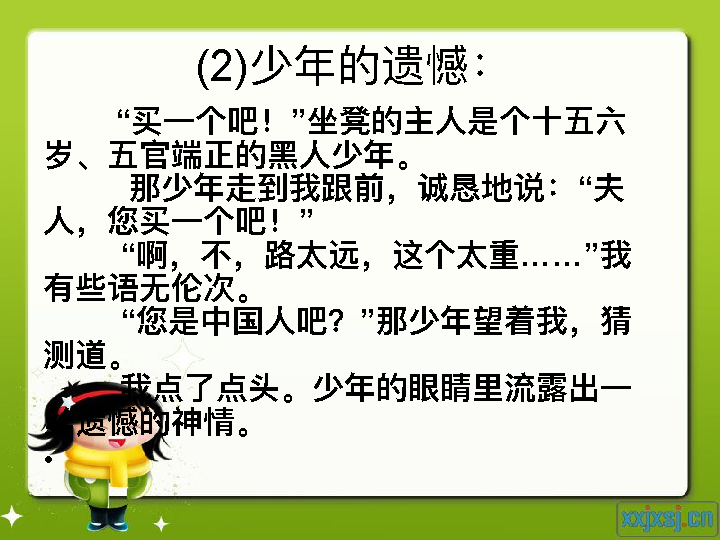 (2)少年的遗憾：
“买一个吧！”坐凳的主人是个十五六
岁、五官端正的黑人少年。
那少年走到我跟前，诚恳地说：“夫
人，您买一个吧！”
“啊，不，路太远，这个太重……”我
有些语无伦次。
“您是中国人吧？”那少年望着我，猜
测道。
我点了点头。少年的眼睛里流露出一
遗憾的神情。
xxjxsj.cn